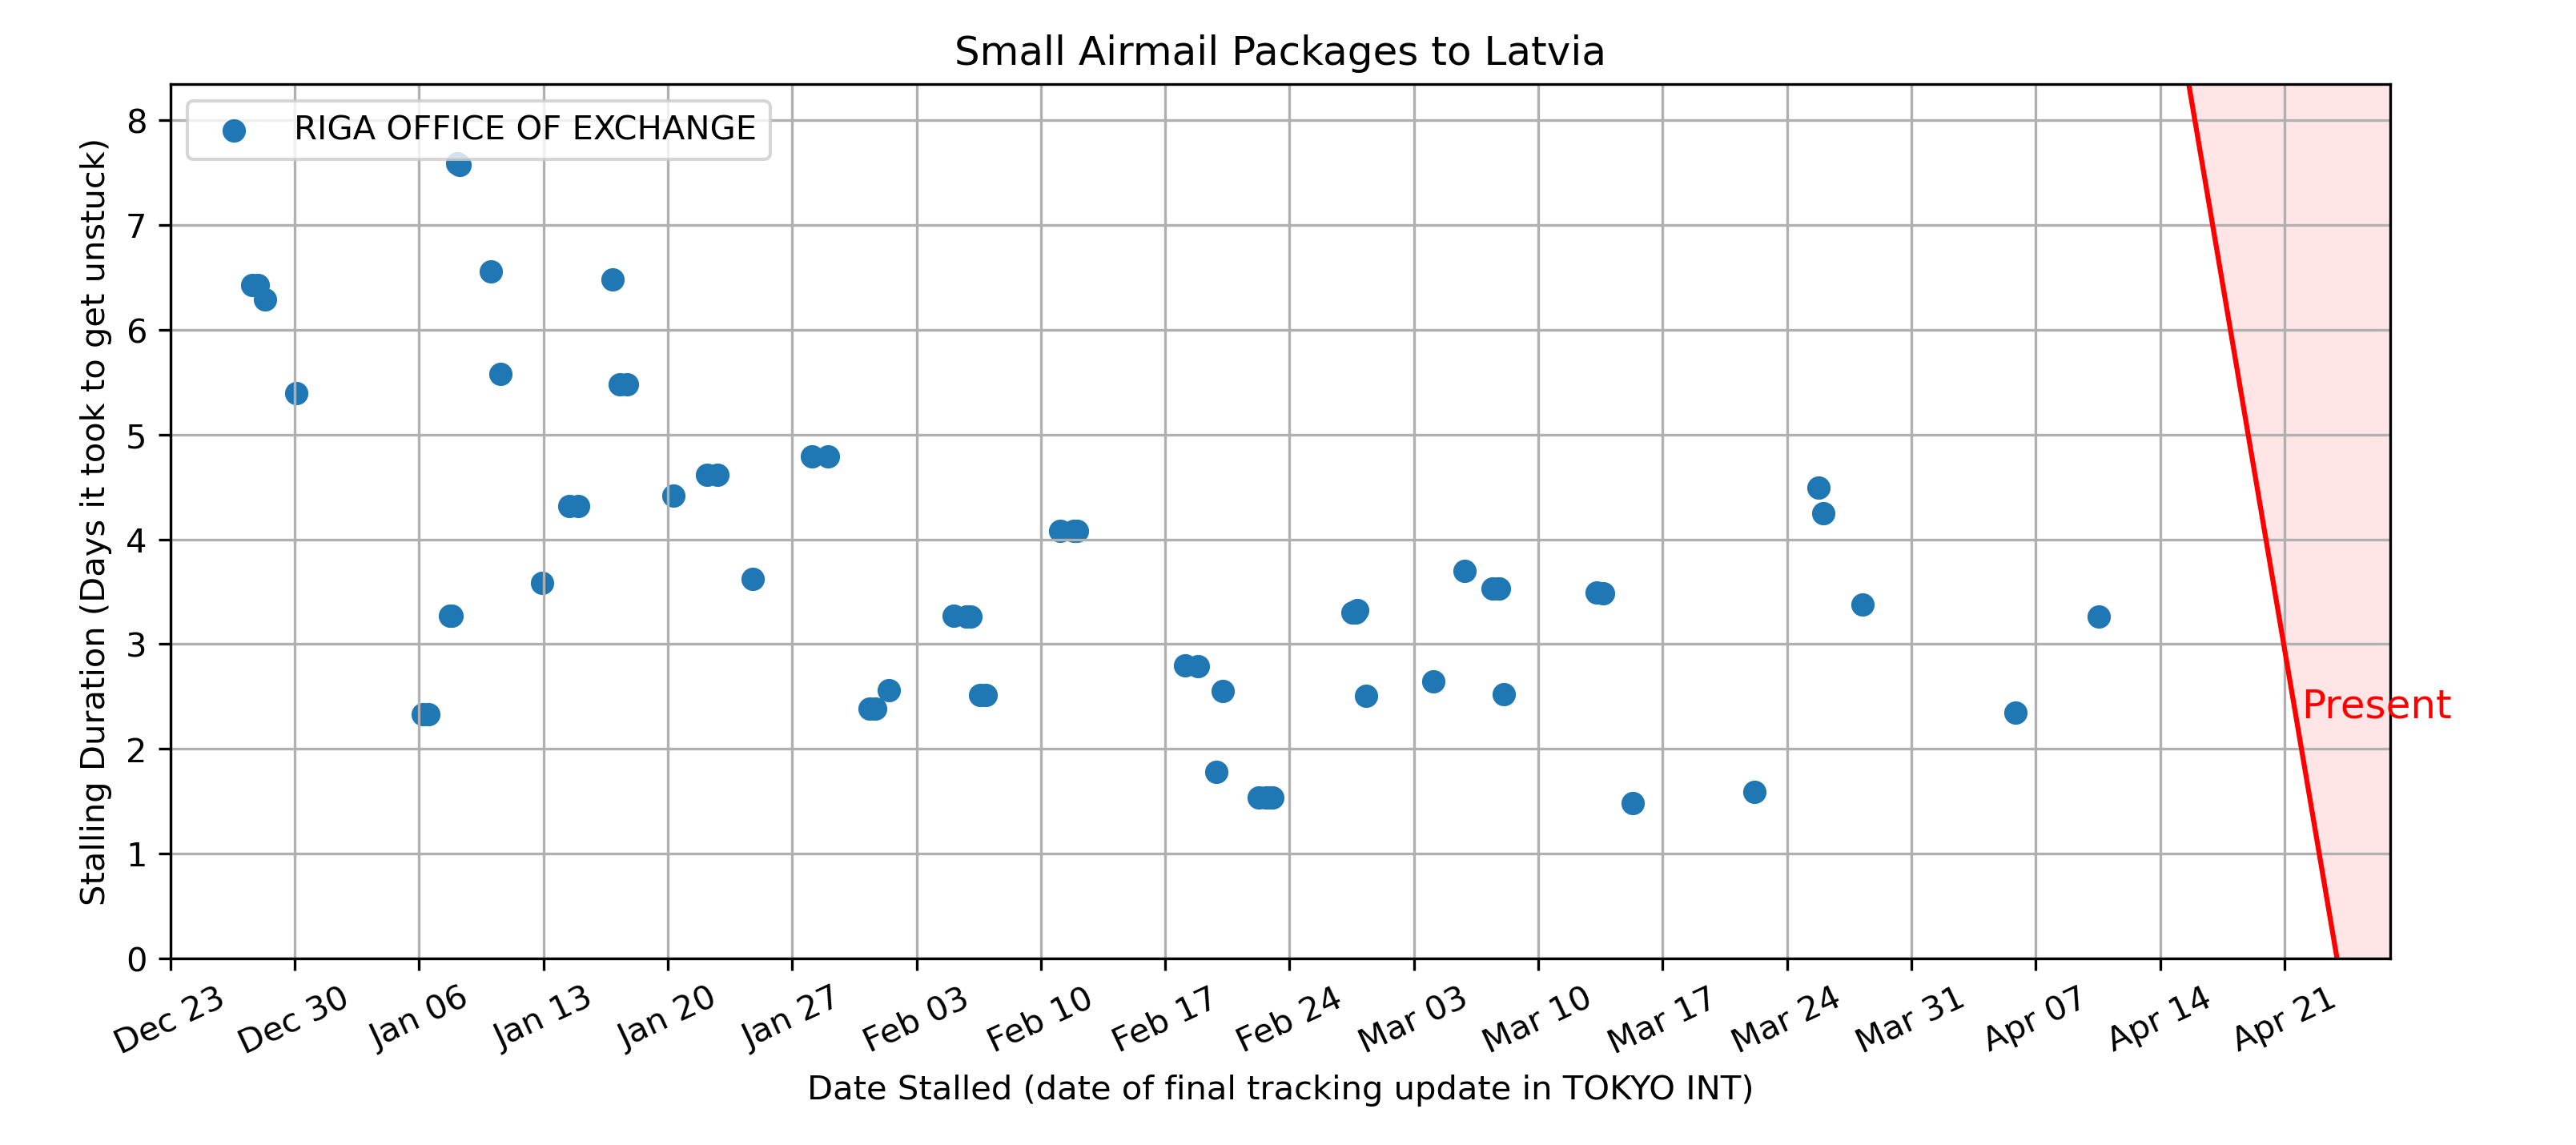 Small Airmail Packages to Latvia
RIGA OFFICE OF EXCHANGE
Stalling Duration (Days it took to get unstuck)
8
7
6
5
4
3
2
1
0
Present
Dec 23
Dec 30
Jan 06
Jan 13
Jan 20
Jan 27
Feb 03
Feb 10
Feb 17
Feb 24
Mar 03
Mar 10
Mar 17
Mar 24
Mar 31
Apr 07
Apr 14
Apr 21
Date Stalled (date of final tracking update in TOKYO INT)